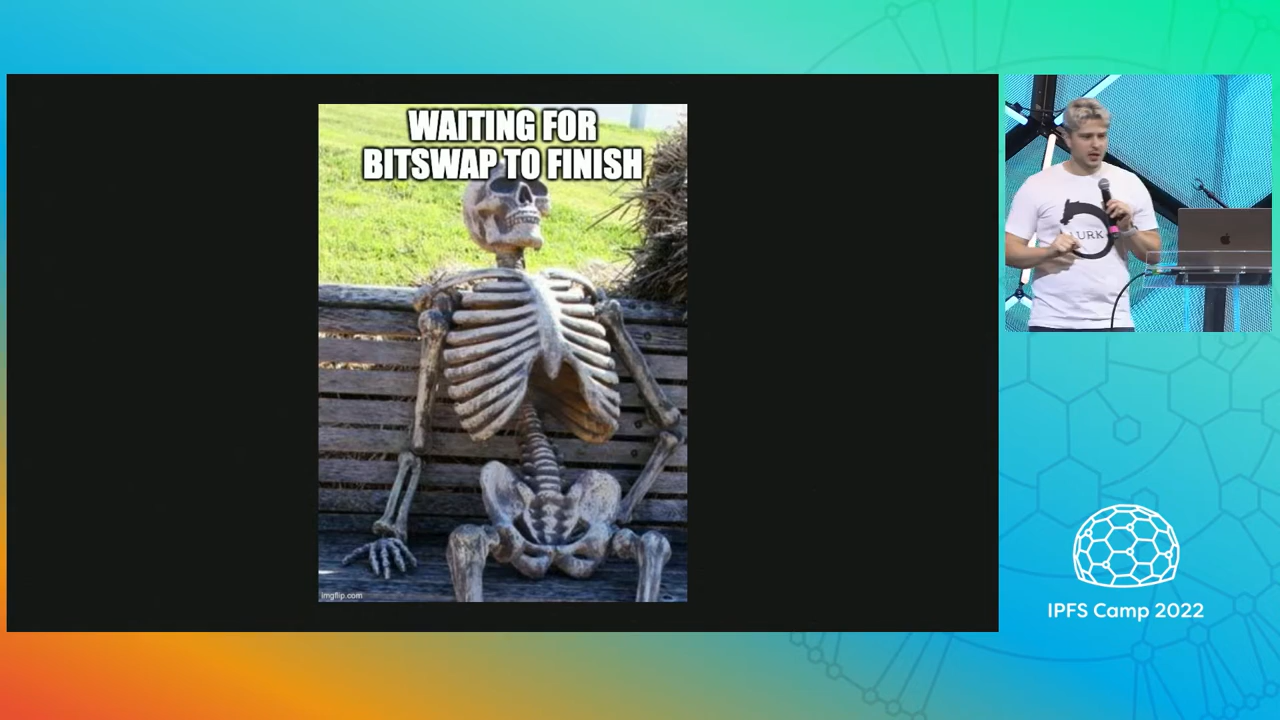 WAITING FOR
BITSWAP TO FINISH
imgflip.com
LURK
IPFS Camp 2022